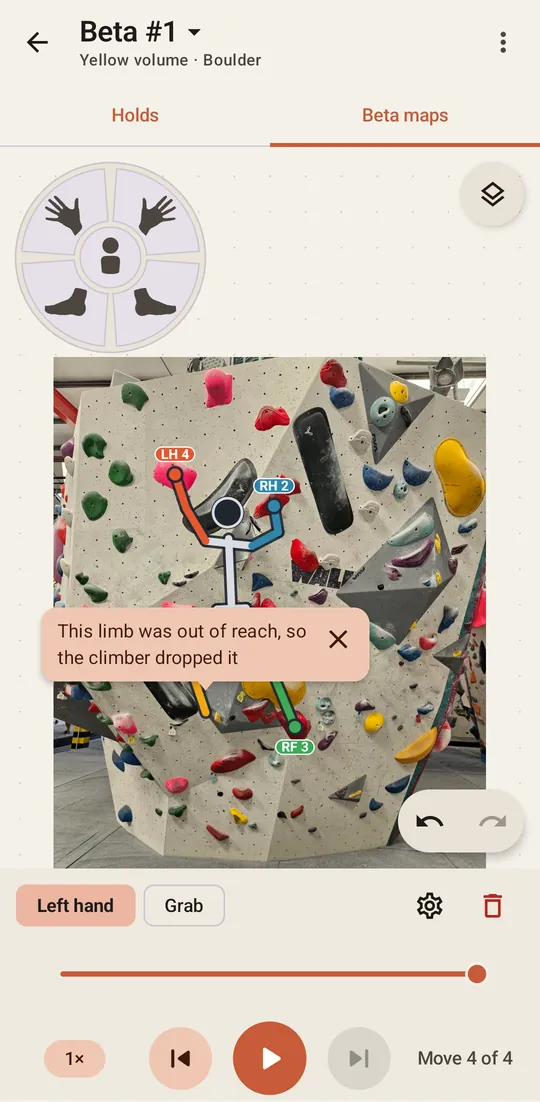 Beta #1
Yellow volume · Boulder
Holds
Beta maps
LH 4
RH 2
This limb was out of reach, so
the climber dropped it
RF 3
Left hand
Grab
1×
Move 4 of 4